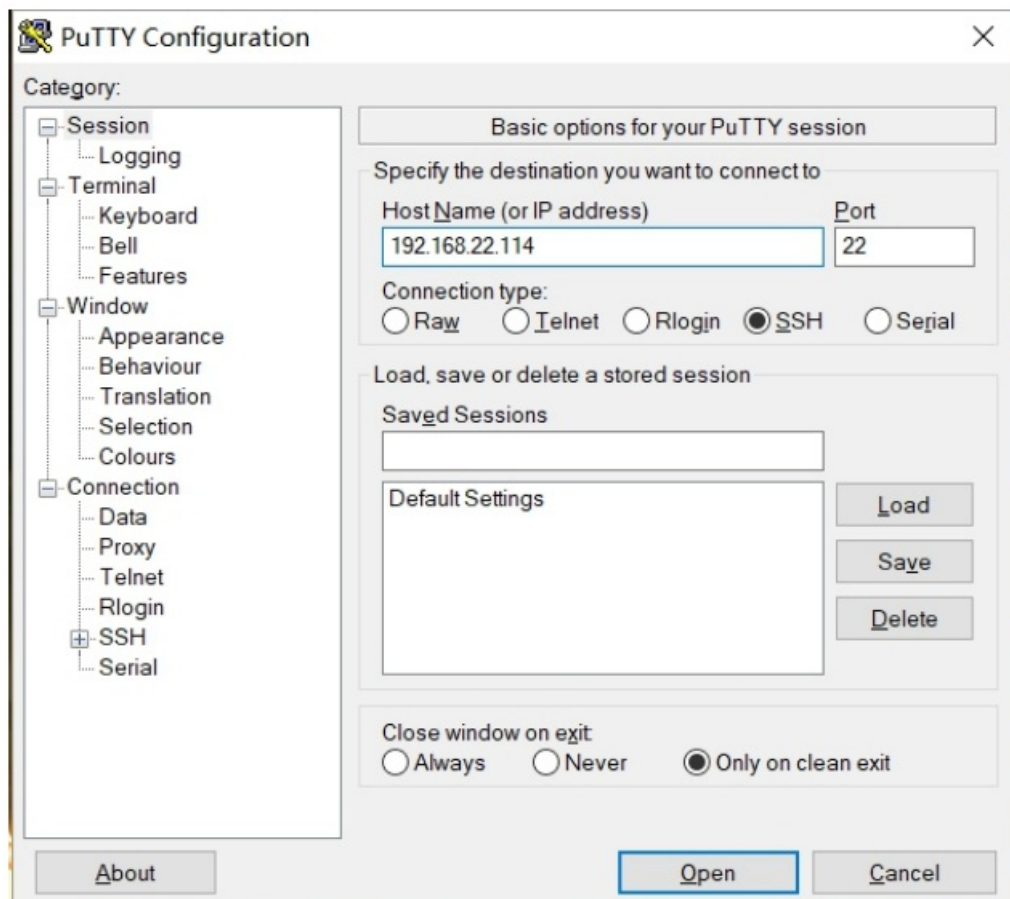 PuTTY Configuration
Category:
Session
Logging
Terminal
Keyboard
Bell
Features
Window
Appearance
Behaviour
Translation
Selection
Colours
Connection
Data
Proxy
Telnet
Rlogin
SSH
Serial
Basic options for your PuTTY session
Specify the destination you want to connect to
Host Name (or IP address) Port
192.168.22.114 22
Connection type:
Raw Telnet Rlogin SSH Serial
Load, save or delete a stored session
Saved Sessions
Default Settings
Load
Save
Delete
Close window on exit:
Always Never Only on clean exit
About Open Cancel